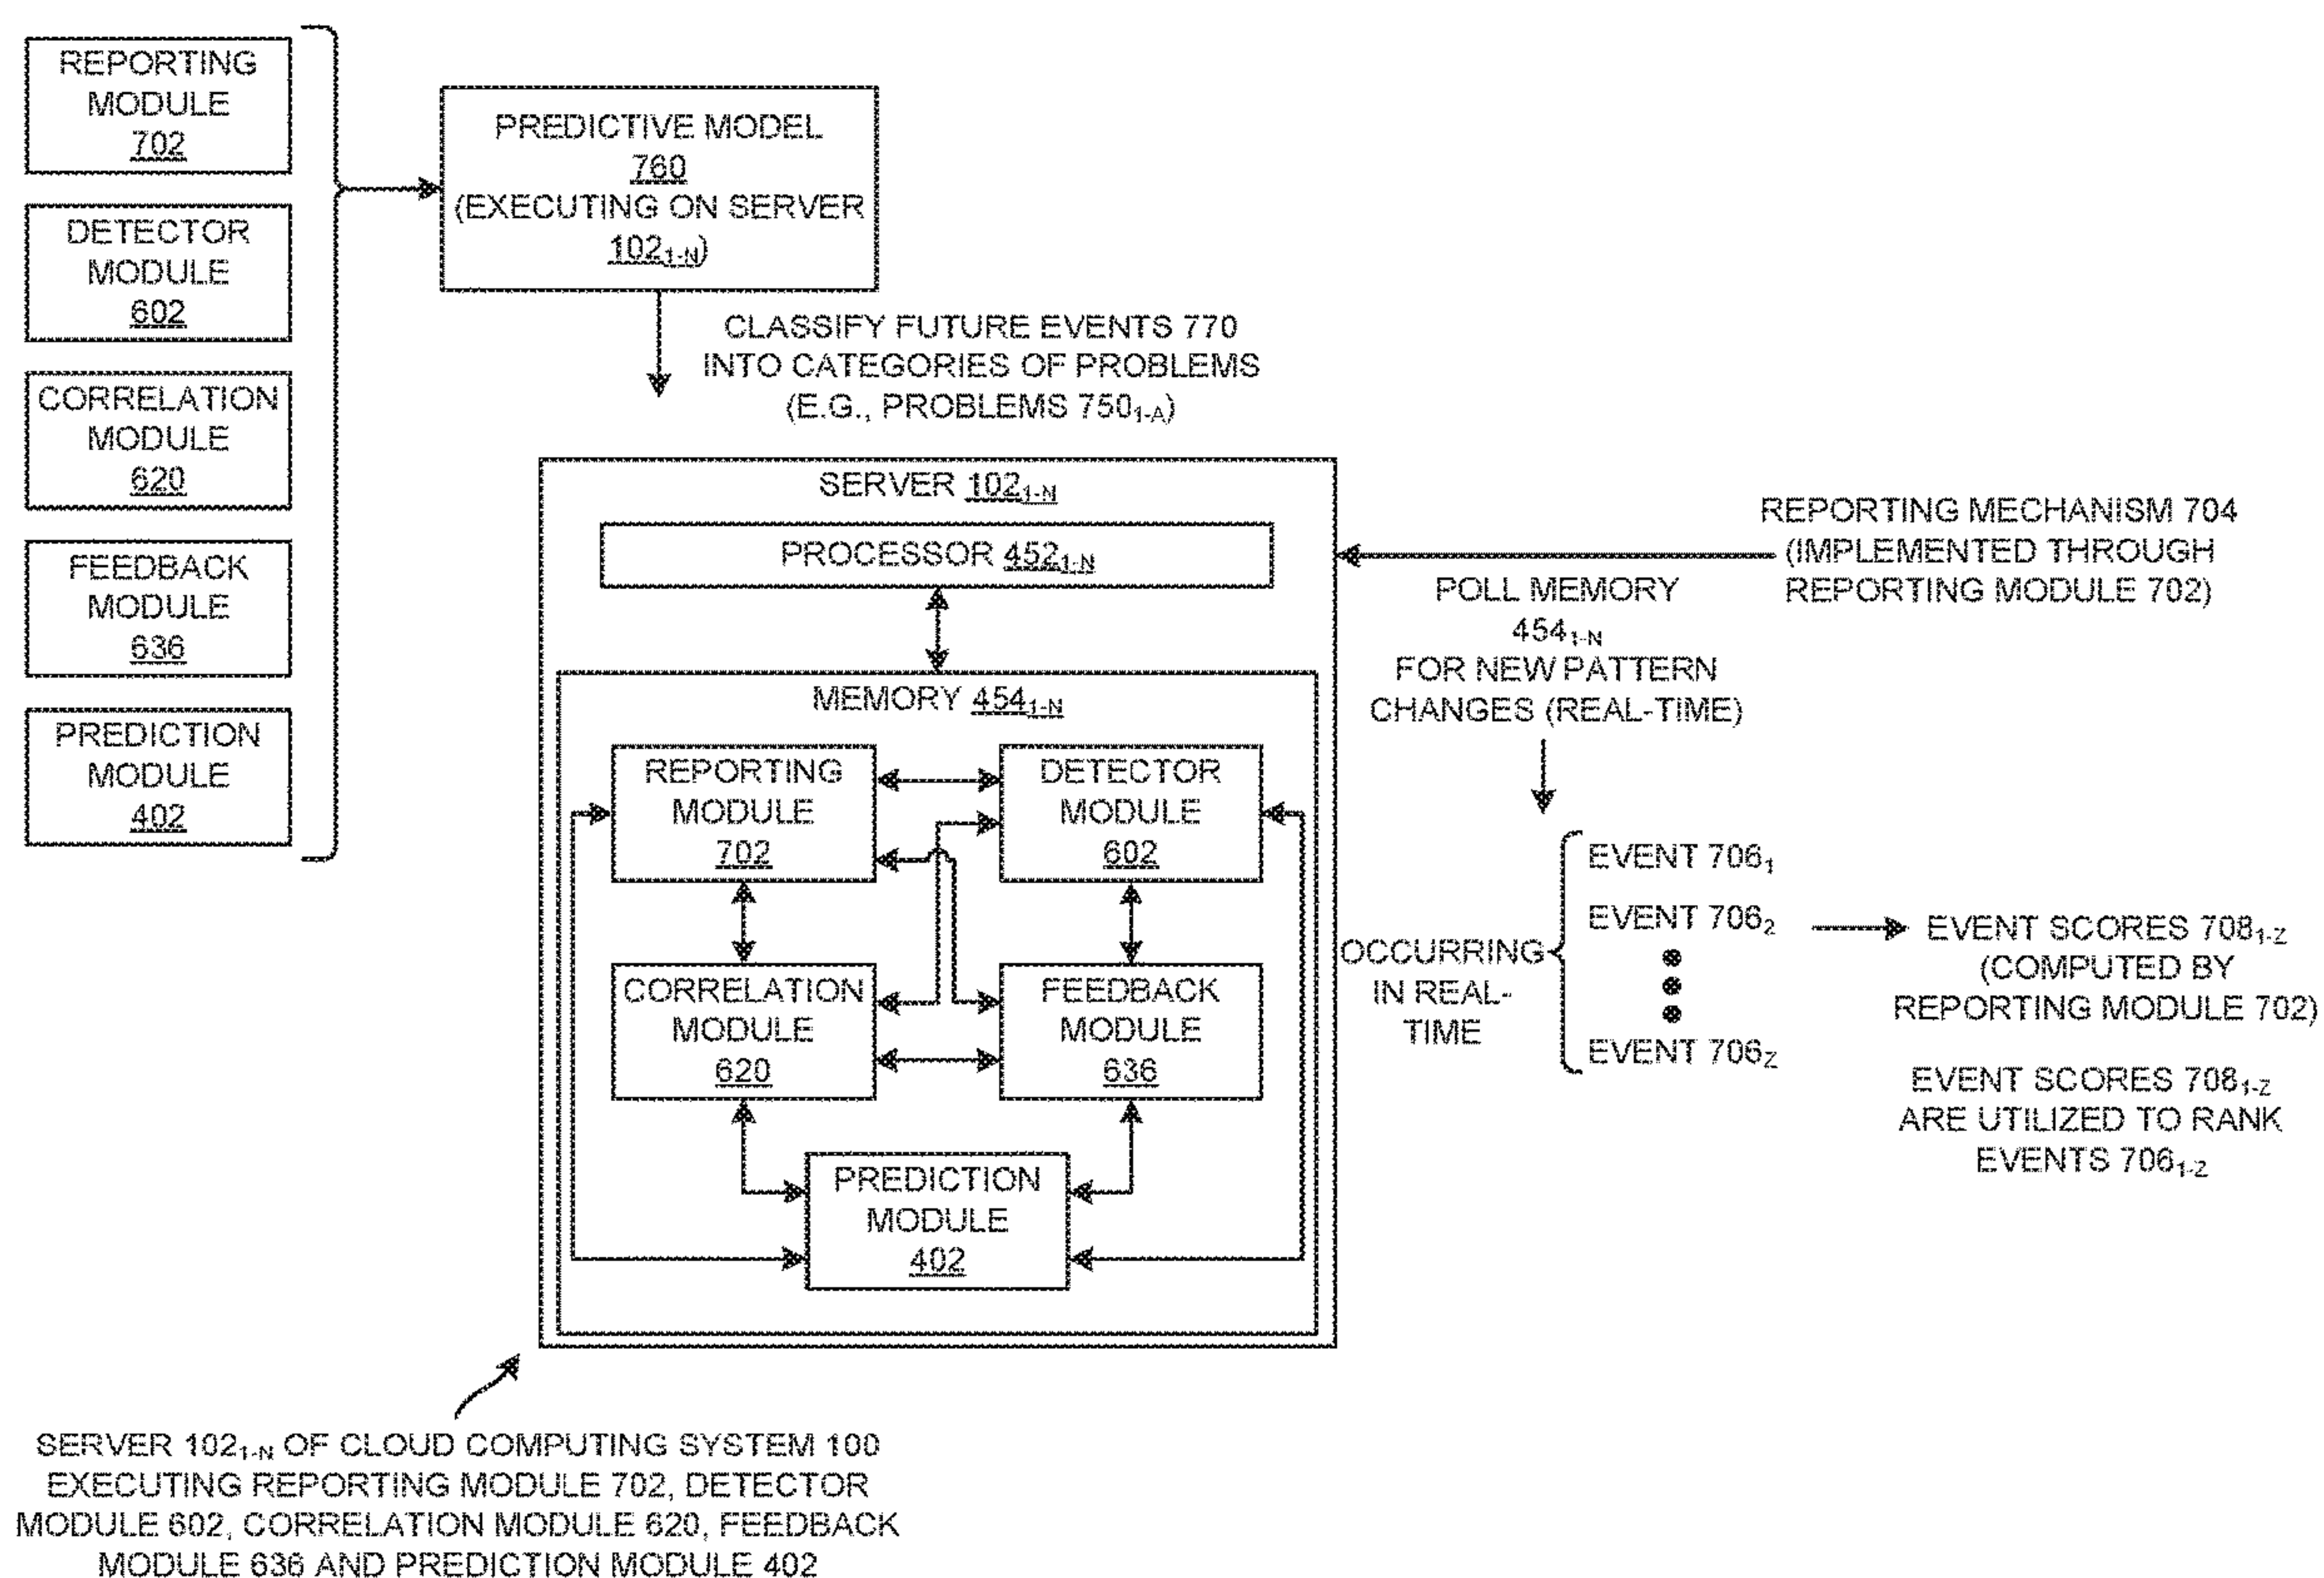 REPORTING
MODULE
702
DETECTOR
MODULE
602
CORRELATION
MODULE
620
FEEDBACK
MODULE
636
PREDICTION
MODULE
402
PREDICTIVE MODEL
760
(EXECUTING ON SERVER
102₁₋N)
CLASSIFY FUTURE EVENTS 770
INTO CATEGORIES OF PROBLEMS
(E.G., PROBLEMS 750₁₋A)
SERVER 102₁₋N
PROCESSOR 452₁₋N
MEMORY 454₁₋N
REPORTING
MODULE
702
DETECTOR
MODULE
602
CORRELATION
MODULE
620
FEEDBACK
MODULE
636
PREDICTION
MODULE
402
REPORTING MECHANISM 704
(IMPLEMENTED THROUGH
REPORTING MODULE 702)
POLL MEMORY
454₁₋N
FOR NEW PATTERN
CHANGES (REAL-TIME)
OCCURRING
IN REAL-
TIME
EVENT 706₁
EVENT 706₂
EVENT 706Z
EVENT SCORES 708₁₋Z
(COMPUTED BY
REPORTING MODULE 702)
EVENT SCORES 708₁₋Z
ARE UTILIZED TO RANK
EVENTS 706₁₋Z
SERVER 102₁₋N OF CLOUD COMPUTING SYSTEM 100
EXECUTING REPORTING MODULE 702, DETECTOR
MODULE 602, CORRELATION MODULE 620, FEEDBACK
MODULE 636 AND PREDICTION MODULE 402